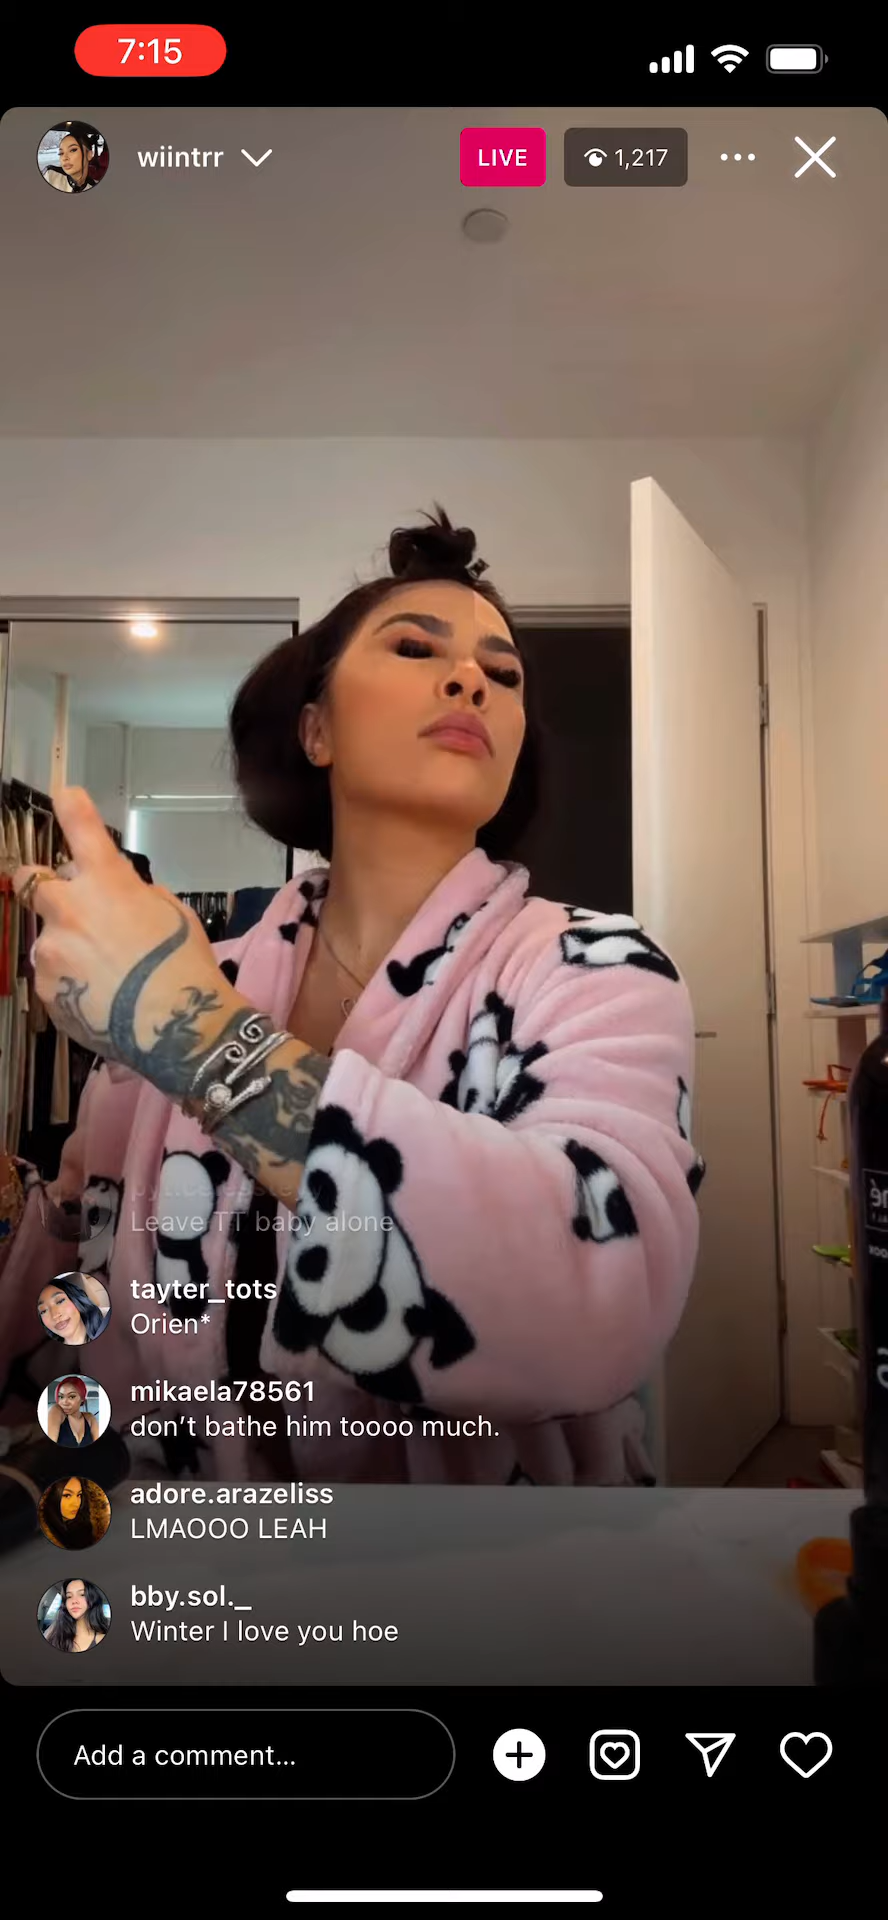 7:15
wiintrr
LIVE
1,217
Leave TT baby alone
tayter_tots
Orien*
mikaela78561
don’t bathe him toooo much.
adore.arazeliss
LMAOOO LEAH
bby.sol._
Winter I love you hoe
Add a comment...